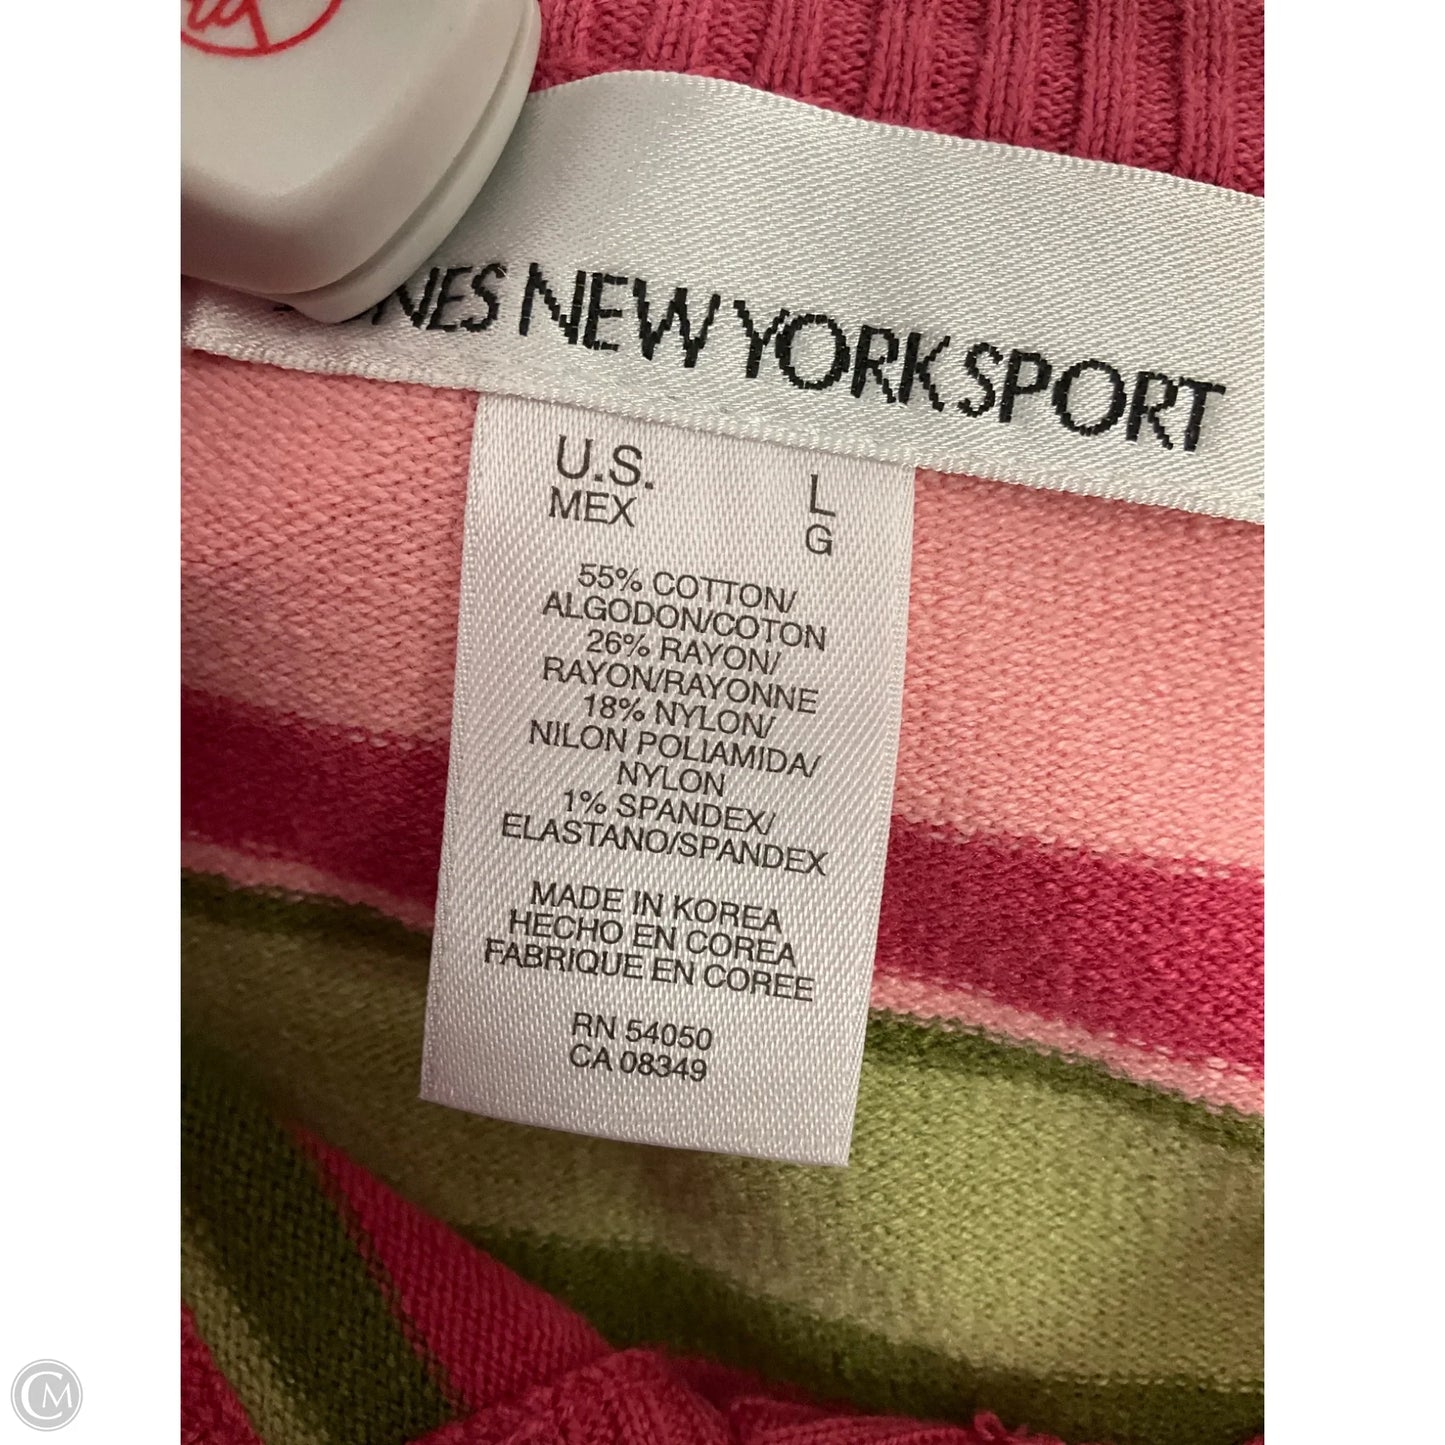 NEW YORK SPORT
U.S. L
MEX G
55% COTTON/
ALGODON/COTON
26% RAYON/
RAYON/RAYONNE
18% NYLON/
NILON POLIAMIDA/
NYLON
1% SPANDEX/
ELASTANO/SPANDEX
MADE IN KOREA
HECHO EN COREA
FABRIQUE EN COREE
RN 54050
CA 08349
CM